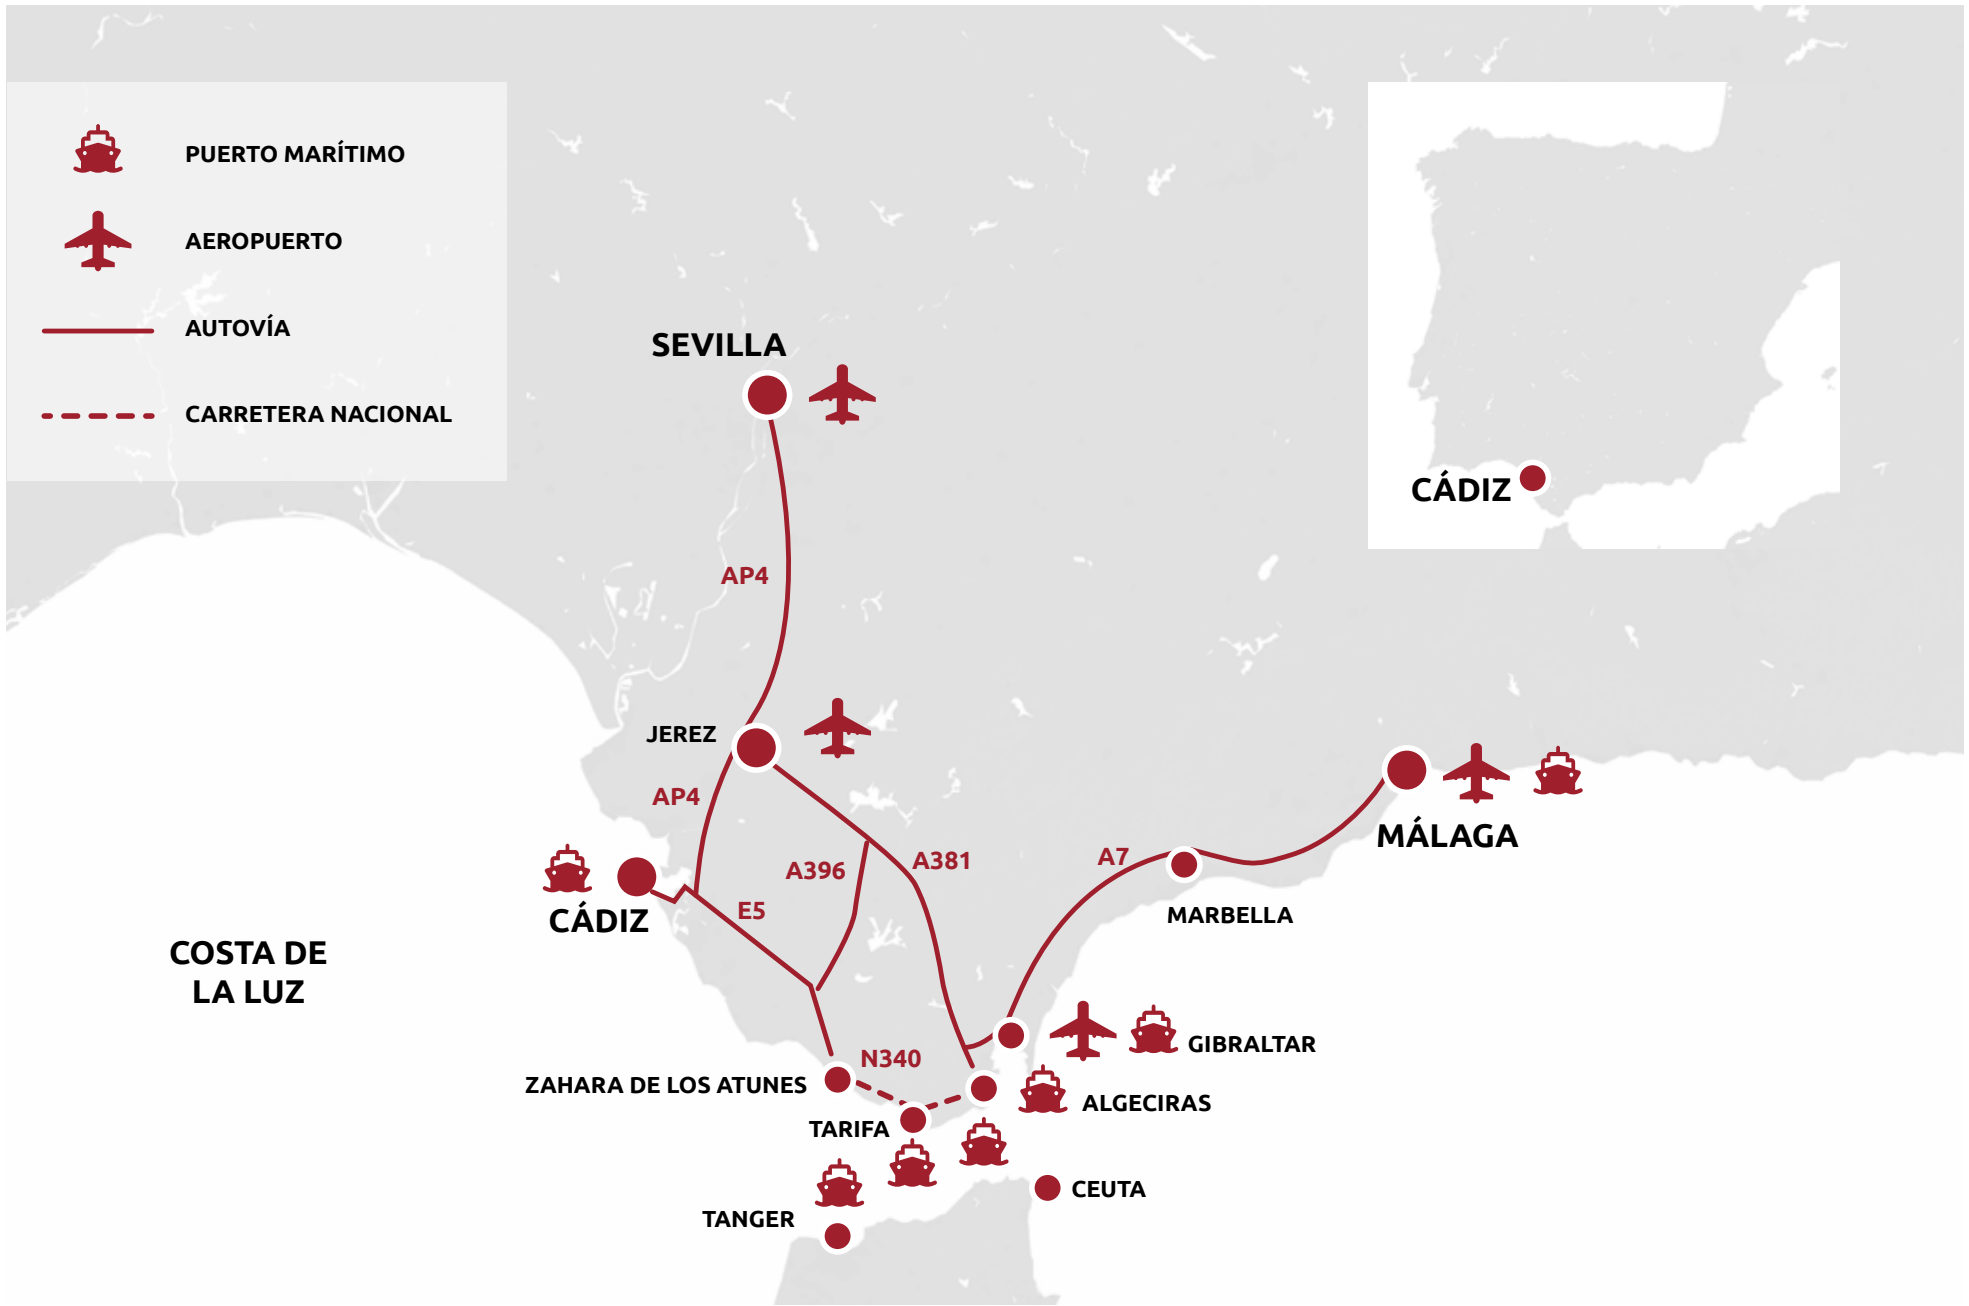 PUERTO MARÍTIMO
AEROPUERTO
AUTOVÍA
CARRETERA NACIONAL
SEVILLA
CÁDIZ
AP4
JEREZ
AP4
A396
A381
A7
MÁLAGA
MARBELLA
E5
CÁDIZ
COSTA DE
LA LUZ
N340
GIBRALTAR
ZAHARA DE LOS ATUNES
ALGECIRAS
TARIFA
CEUTA
TANGER